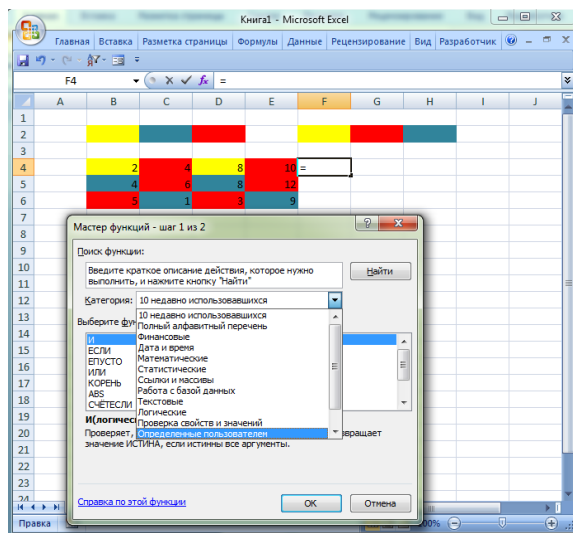 Книга1 - Microsoft Excel
Главная Вставка Разметка страницы Формулы Данные Рецензирование Вид Разработчик
F4 fx =
A B C D E F G H I J
1
2
3
4 2 4 8 10 =
5 4 6 8 12
6 5 1 3 9
7
Мастер функций - шаг 1 из 2
8
9 Поиск функции:
10 Введите краткое описание действия, которое нужно
11 выполнить, и нажмите кнопку "Найти" Найти
12 Категория: 10 недавно использовавшихся
13 10 недавно использовавшихся
Выберите фун Полный алфавитный перечень
14 Финансовые
15 И Дата и время
ЕСЛИ Математические
16 ЕПУСТО Статистические
17 ИЛИ Ссылки и массивы
КОРЕНЬ Работа с базой данных
18 ABS Текстовые
СЧЁТЕСЛИ Логические
19 И(логичес Проверка свойств и значений
20 Проверяет, Определенные пользователем звращает
21 значение ИСТИНА, если истинны все аргументы.
22
23
24 Справка по этой функции ОК Отмена
Правка 00%